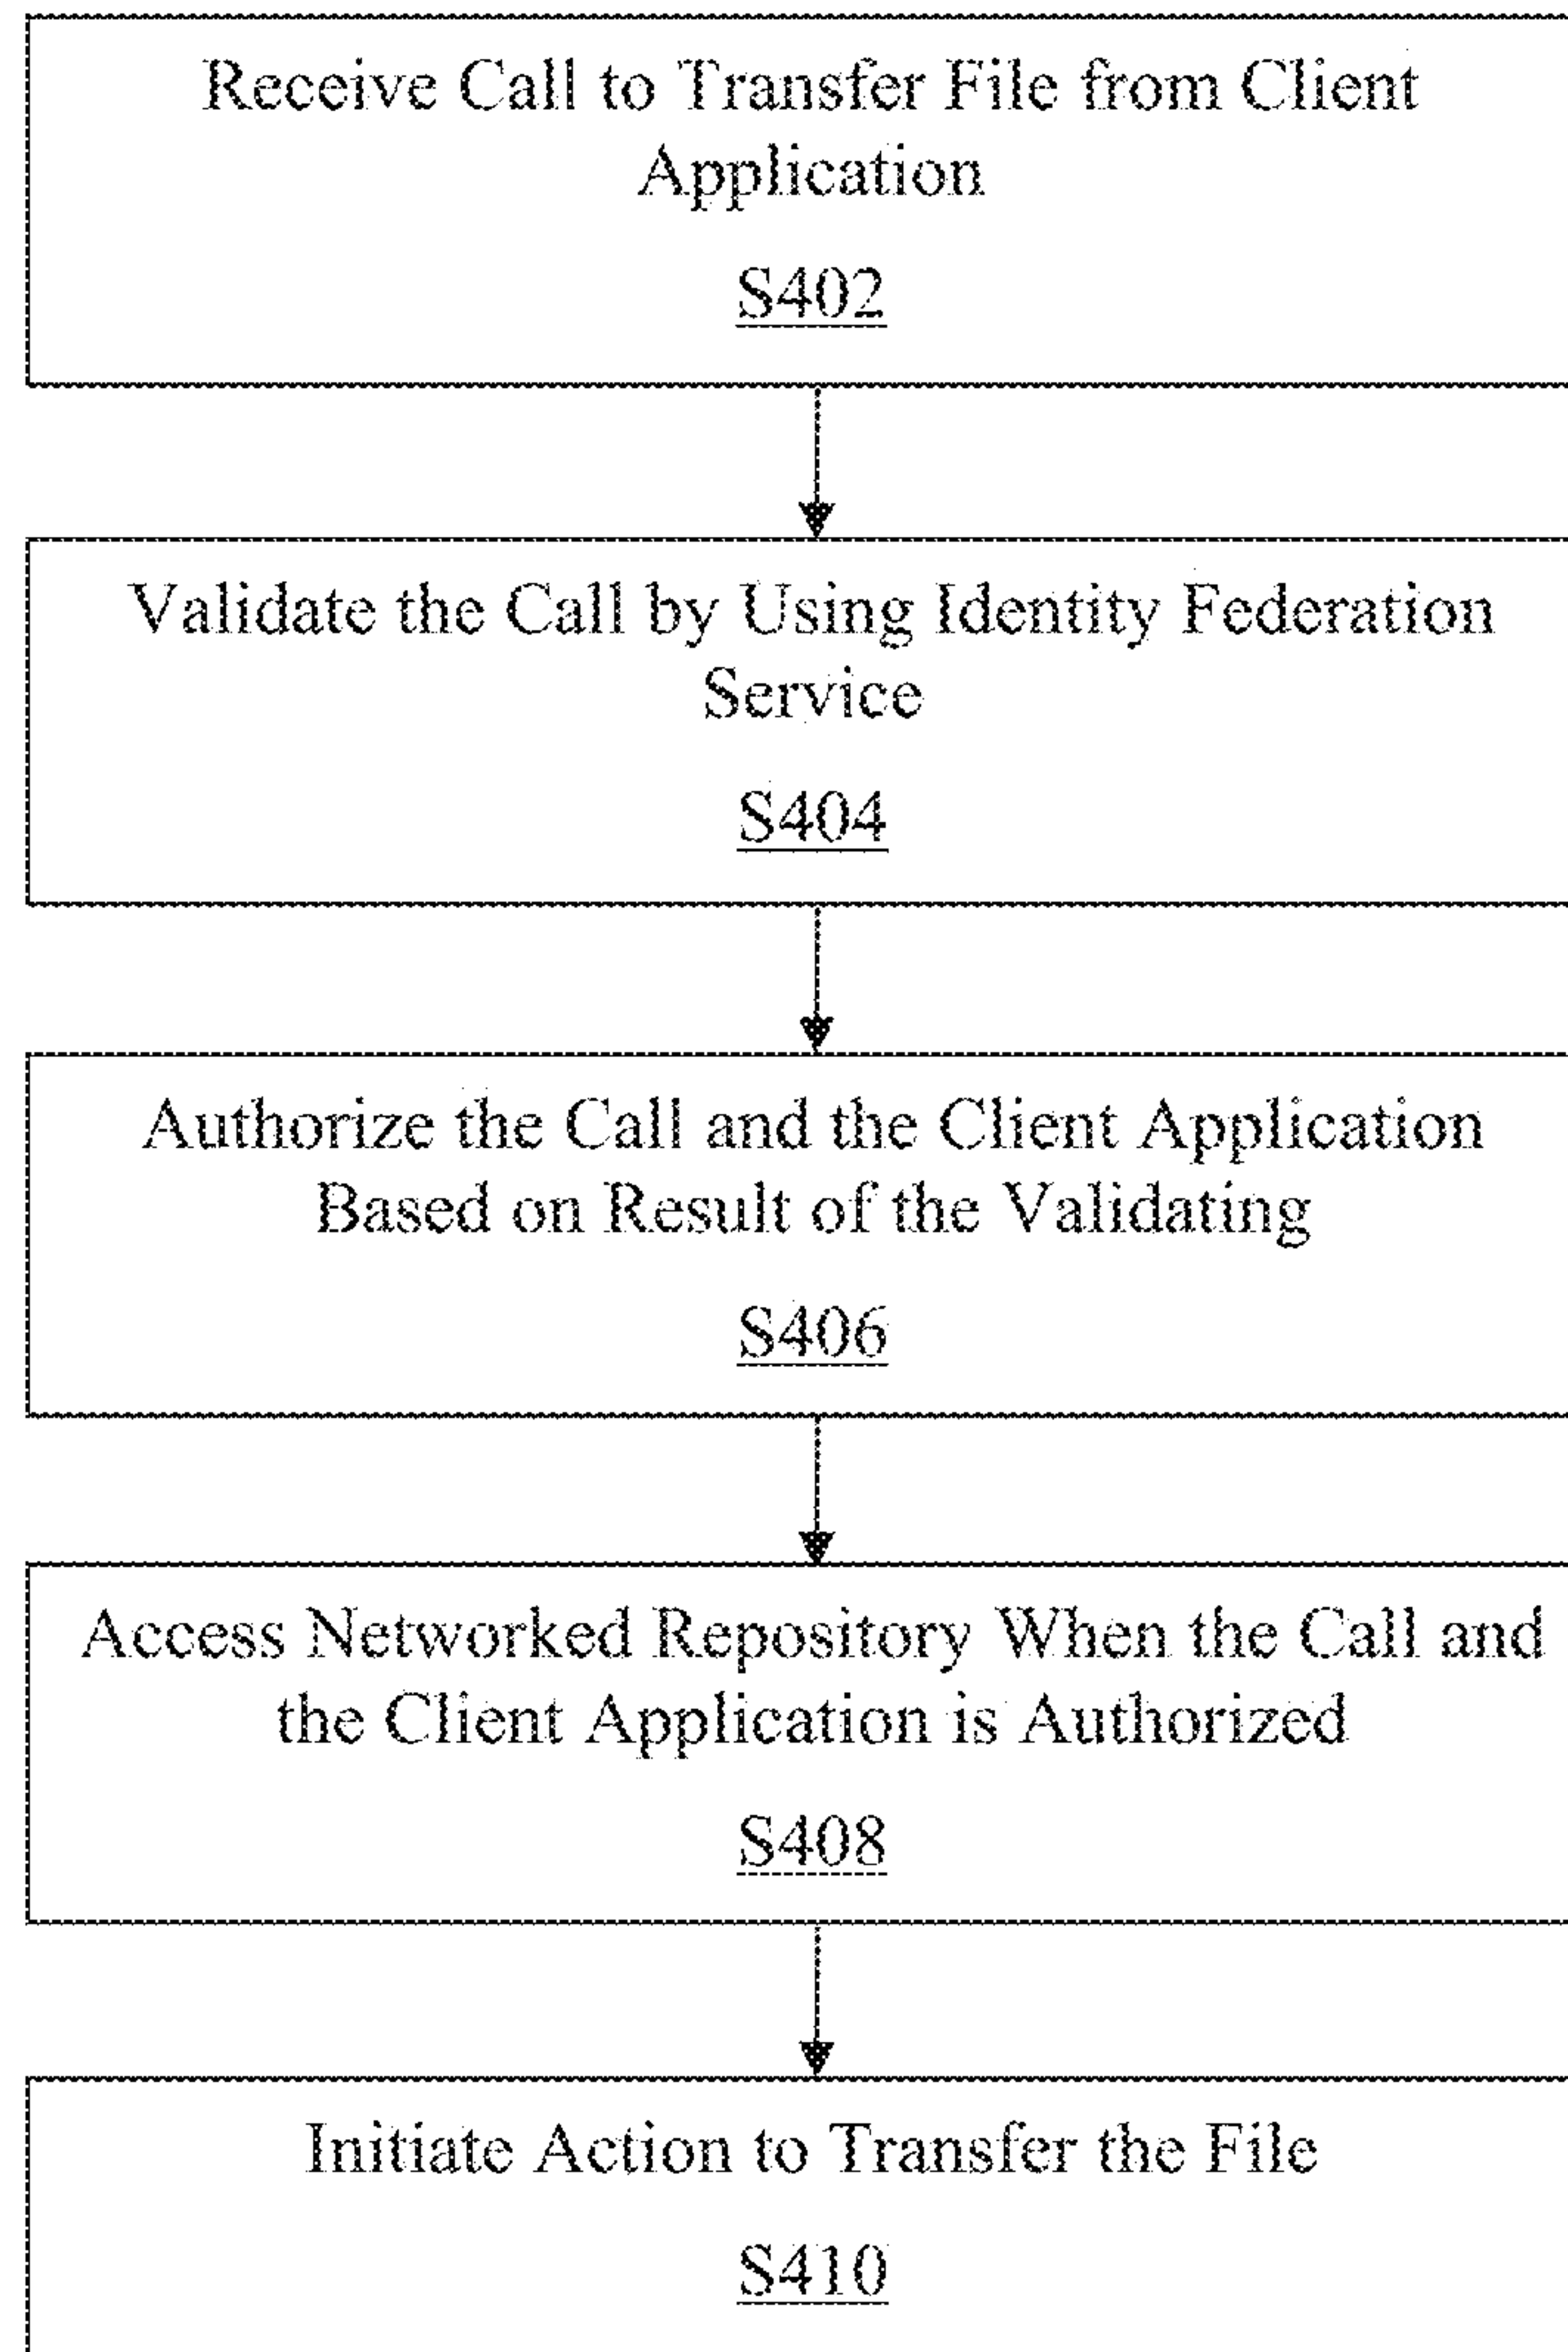 Receive Call to Transfer File from Client
Application
S402
Validate the Call by Using Identity Federation
Service
S404
Authorize the Call and the Client Application
Based on Result of the Validating
S406
Access Networked Repository When the Call and
the Client Application is Authorized
S408
Initiate Action to Transfer the File
S410